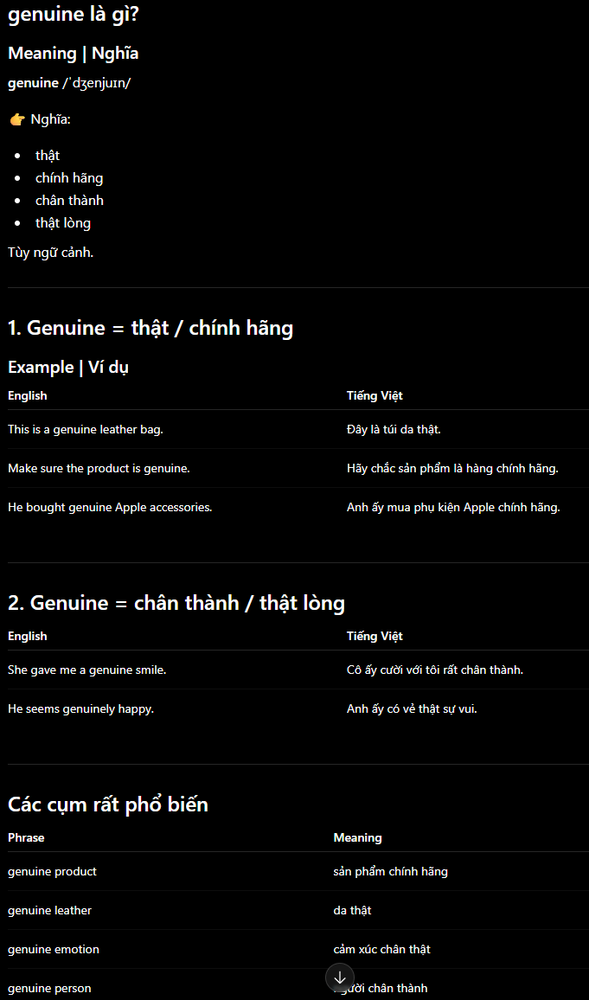 genuine là gì?
Meaning | Nghĩa
genuine /ˈdʒenjuɪn/
👉 Nghĩa:
thật
chính hãng
chân thành
thật lòng
Tùy ngữ cảnh.
1. Genuine = thật / chính hãng
Example | Ví dụ
English Tiếng Việt
This is a genuine leather bag. Đây là túi da thật.
Make sure the product is genuine. Hãy chắc sản phẩm là hàng chính hãng.
He bought genuine Apple accessories. Anh ấy mua phụ kiện Apple chính hãng.
2. Genuine = chân thành / thật lòng
English Tiếng Việt
She gave me a genuine smile. Cô ấy cười với tôi rất chân thành.
He seems genuinely happy. Anh ấy có vẻ thật sự vui.
Các cụm rất phổ biến
Phrase Meaning
genuine product sản phẩm chính hãng
genuine leather da thật
genuine emotion cảm xúc chân thật
genuine person chân thành